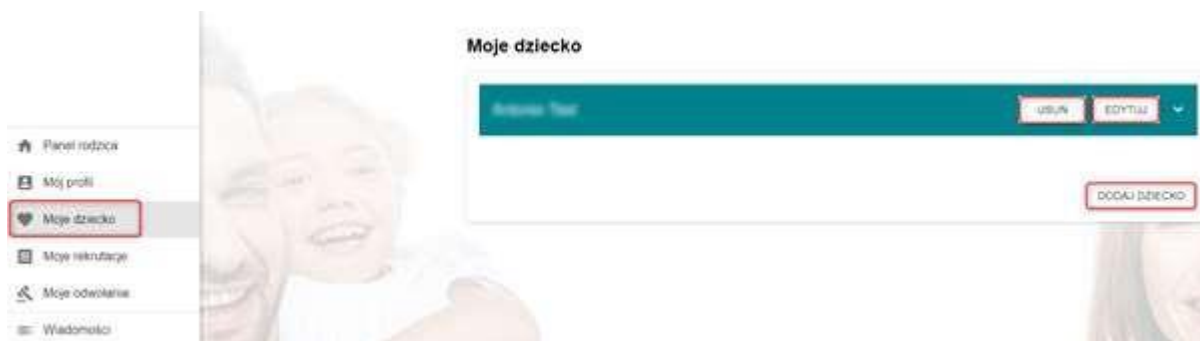 Moje dziecko
USUŃ EDYTUJ
DODAJ DZIECKO
Panel rodzica
Mój profil
Moje dziecko
Moje rekrutacje
Moje odwołania
Wiadomości